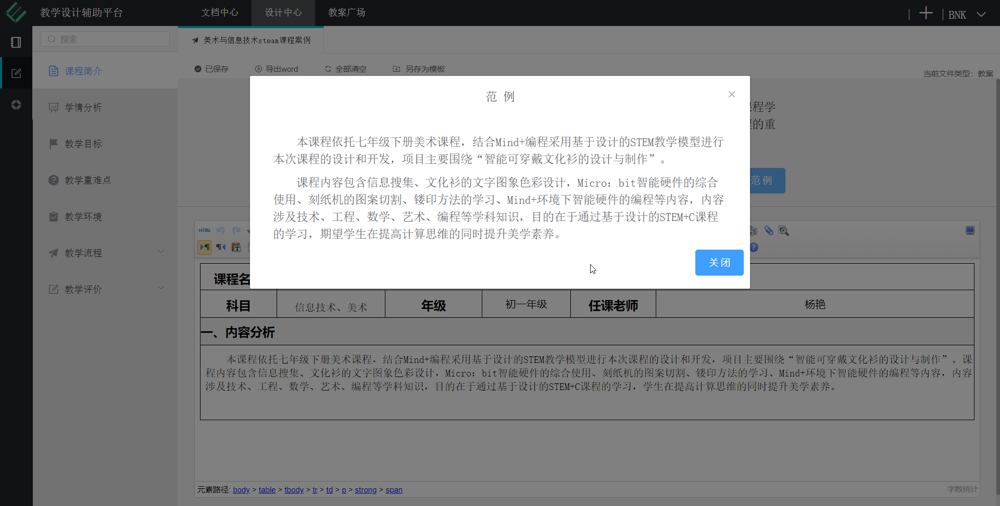 教学设计辅助平台
文档中心
设计中心
教案广场
BNK
搜索
美术与信息技术steam课程案例
课程简介
学情分析
教学目标
教学重难点
教学环境
教学流程
教学评价
已保存
导出word
全部清空
另存为模板
当前文件类型：教案
程学
的重
范例
范 例
本课程依托七年级下册美术课程，结合Mind+编程采用基于设计的STEM教学模型进行
本次课程的设计和开发，项目主要围绕“智能可穿戴文化衫的设计与制作”。
课程内容包含信息搜集、文化衫的文字图象色彩设计，Micro：bit智能硬件的综合
使用、刻纸机的图案切割、镂印方法的学习、Mind+环境下智能硬件的编程等内容，内容
涉及技术、工程、数学、艺术、编程等学科知识，目的在于通过基于设计的STEM+C课程
的学习，期望学生在提高计算思维的同时提升美学素养。
关闭
HTML
课程名
科目
信息技术、美术
年级
初一年级
任课老师
杨艳
一、内容分析
本课程依托七年级下册美术课程，结合Mind+编程采用基于设计的STEM教学模型进行本次课程的设计和开发，项目主要围绕“智能可穿戴文化衫的设计与制作”。课
程内容包含信息搜集、文化衫的文字图象色彩设计，Micro：bit智能硬件的综合使用、刻纸机的图案切割、镂印方法的学习、Mind+环境下智能硬件的编程等内容，内容
涉及技术、工程、数学、艺术、编程等学科知识，目的在于通过基于设计的STEM+C课程的学习，学生在提高计算思维的同时提升美学素养。
元素路径: body > table > tbody > tr > td > p > strong > span
字数统计